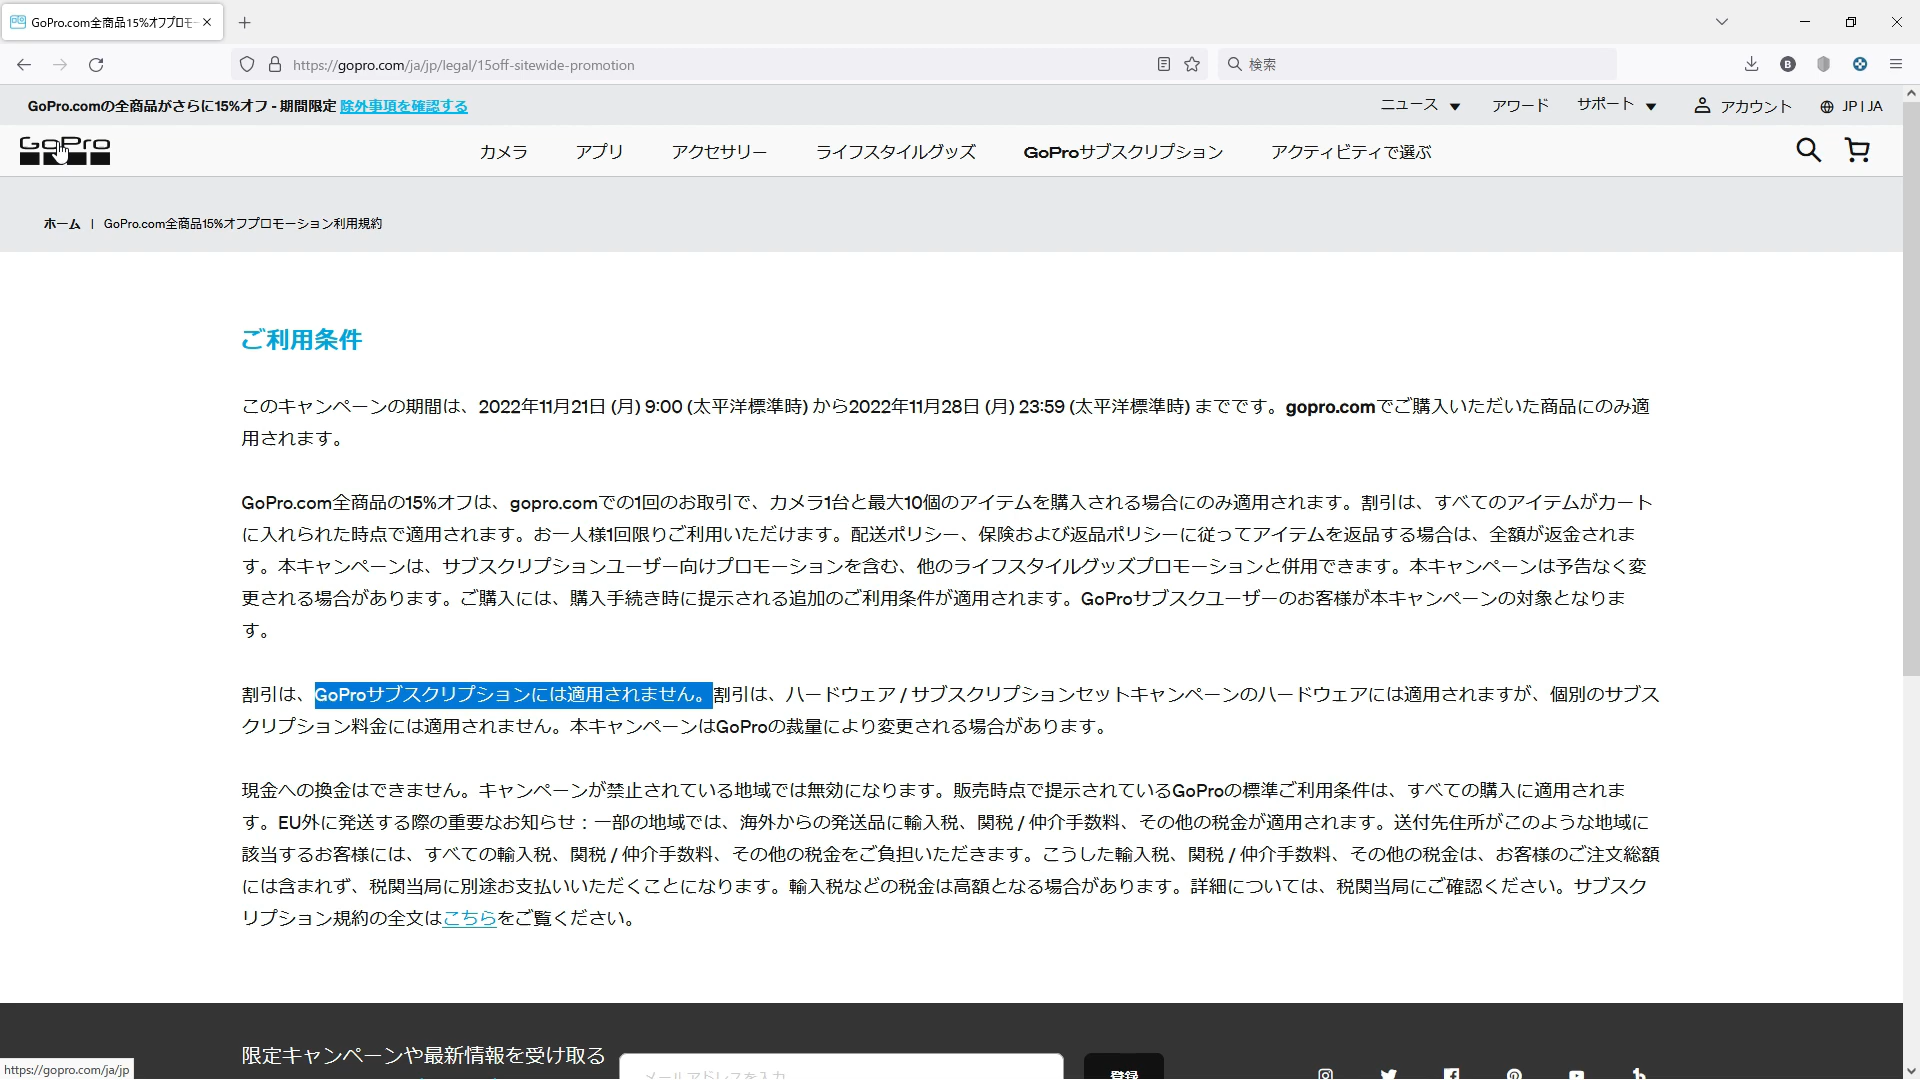 GoPro.com全商品15%オフプロモー
https://gopro.com/ja/jp/legal/15off-sitewide-promotion
検索
GoPro.comの全商品がさらに15%オフ - 期間限定 除外事項を確認する
ニュース
アワード
サポート
アカウント
JP | JA
GoPro
カメラ
アプリ
アクセサリー
ライフスタイルグッズ
GoProサブスクリプション
アクティビティで選ぶ
ホーム | GoPro.com全商品15%オフプロモーション利用規約
ご利用条件
このキャンペーンの期間は、2022年11月21日 (月) 9:00 (太平洋標準時) から2022年11月28日 (月) 23:59 (太平洋標準時) までです。gopro.comでご購入いただいた商品にのみ適
用されます。
GoPro.com全商品の15%オフは、gopro.comでの1回のお取引で、カメラ1台と最大10個のアイテムを購入される場合にのみ適用されます。割引は、すべてのアイテムがカート
に入れられた時点で適用されます。お一人様1回限りご利用いただけます。配送ポリシー、保険および返品ポリシーに従ってアイテムを返品する場合は、全額が返金されま
す。本キャンペーンは、サブスクリプションユーザー向けプロモーションを含む、他のライフスタイルグッズプロモーションと併用できます。本キャンペーンは予告なく変
更される場合があります。ご購入には、購入手続き時に提示される追加のご利用条件が適用されます。GoProサブスクユーザーのお客様が本キャンペーンの対象となりま
す。
割引は、GoProサブスクリプションには適用されません。割引は、ハードウェア / サブスクリプションセットキャンペーンのハードウェアには適用されますが、個別のサブス
クリプション料金には適用されません。本キャンペーンはGoProの裁量により変更される場合があります。
現金への換金はできません。キャンペーンが禁止されている地域では無効になります。販売時点で提示されているGoProの標準ご利用条件は、すべての購入に適用されま
す。EU外に発送する際の重要なお知らせ：一部の地域では、海外からの発送品に輸入税、関税 / 仲介手数料、その他の税金が適用されます。送付先住所がこのような地域に
該当するお客様には、すべての輸入税、関税 / 仲介手数料、その他の税金をご負担いただきます。こうした輸入税、関税 / 仲介手数料、その他の税金は、お客様のご注文総額
には含まれず、税関当局に別途お支払いいただくことになります。輸入税などの税金は高額となる場合があります。詳細については、税関当局にご確認ください。サブスク
リプション規約の全文はこちらをご覧ください。
限定キャンペーンや最新情報を受け取る
メールアドレスを入力
登録
https://gopro.com/ja/jp